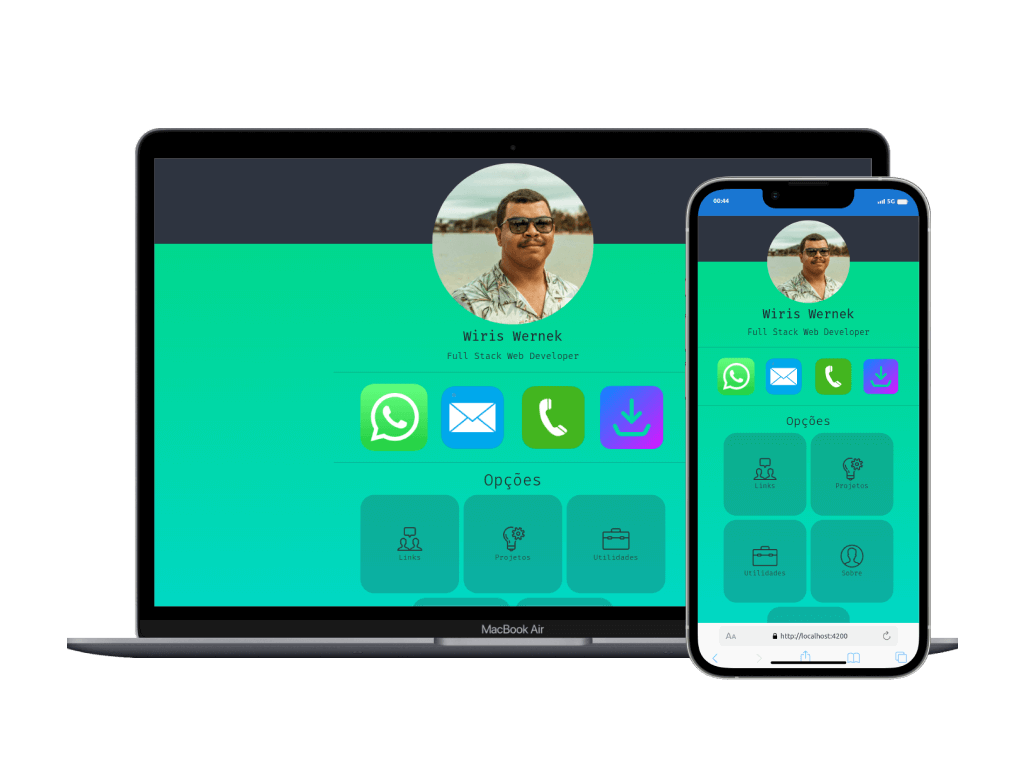 Wiris Wernek
Full Stack Web Developer
Opções
Links
Projetos
Utilidades
MacBook Air
00:44
5G
Wiris Wernek
Full Stack Web Developer
Opções
Links
Projetos
Utilidades
Sobre
AA
http://localhost:4200